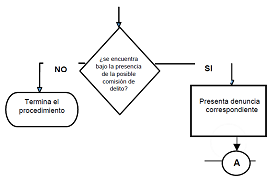 ¿se encuentra
bajo la presencia
de la posible
comisión de
delito?
NO
SI
Termina el
procedimiento
Presenta denuncia
correspondiente
A